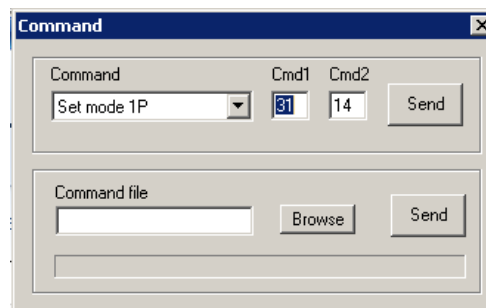 Command
Command Cmd1 Cmd2
Set mode 1P 31 14 Send
Command file
Browse Send